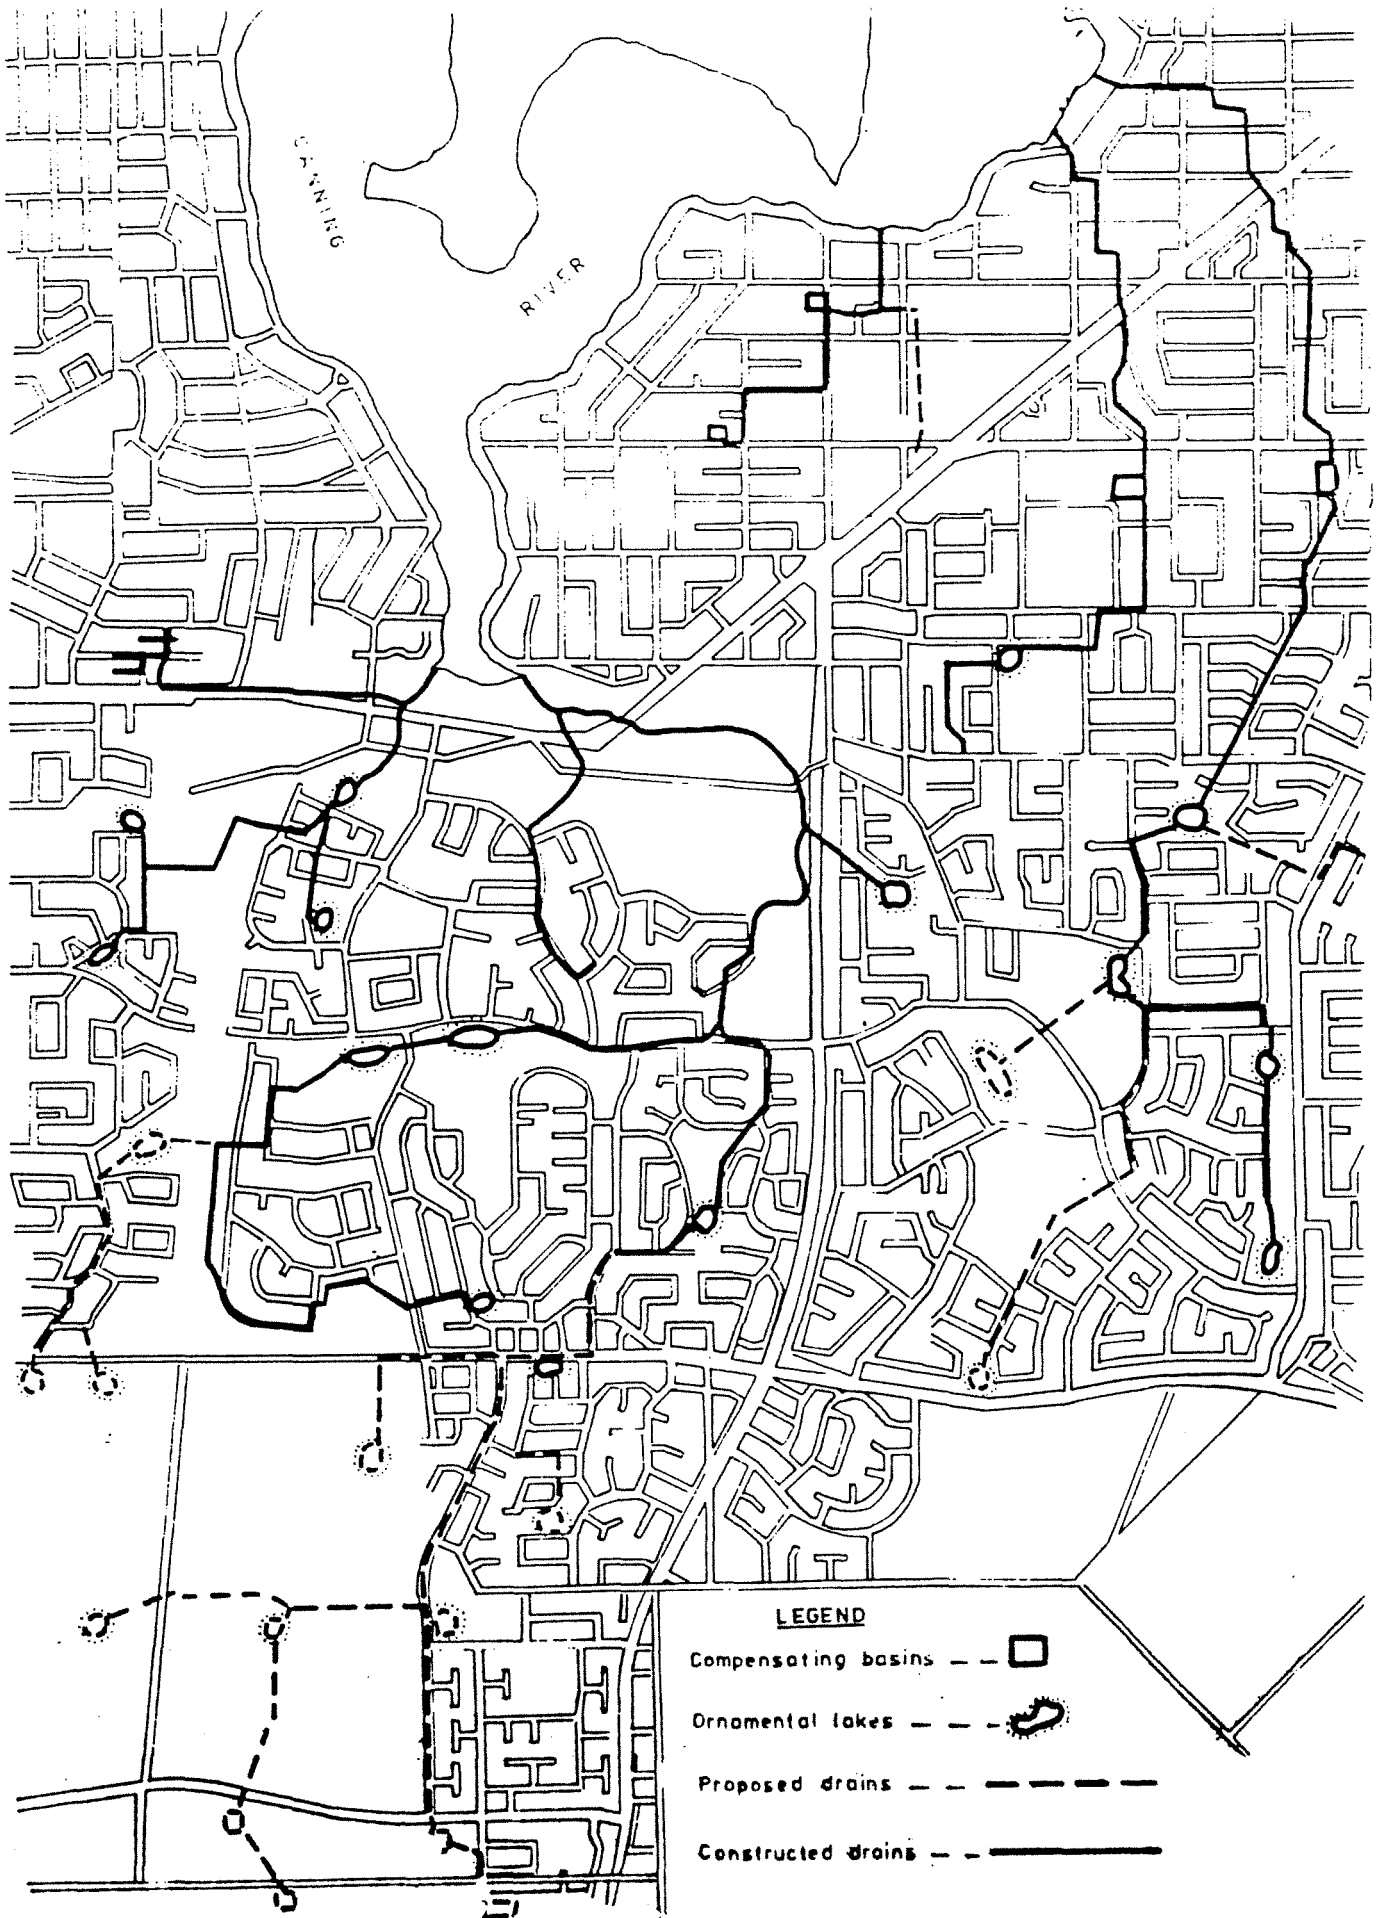 CANNING
RIVER
LEGEND
Compensating basins
Ornamental lakes
Proposed drains
Constructed drains